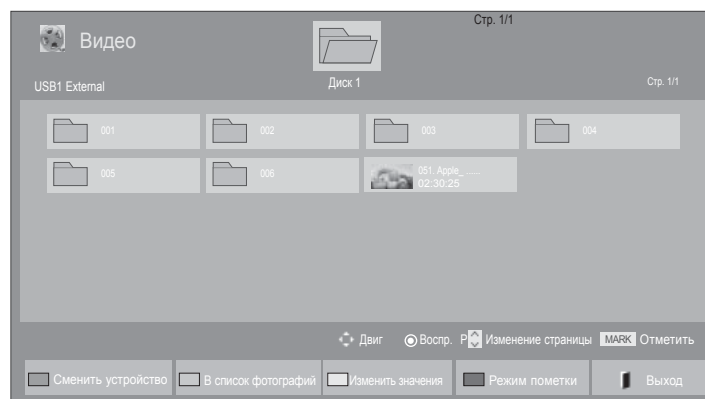 Стр. 1/1
Видео
USB1 External
Диск 1
Стр. 1/1
001
002
003
004
005
006
051. Apple_ ......
02:30:25
Двиг
Воспр.
P Изменение страницы
MARK Отметить
Сменить устройство
В список фотографий
Изменить значения
Режим пометки
Выход